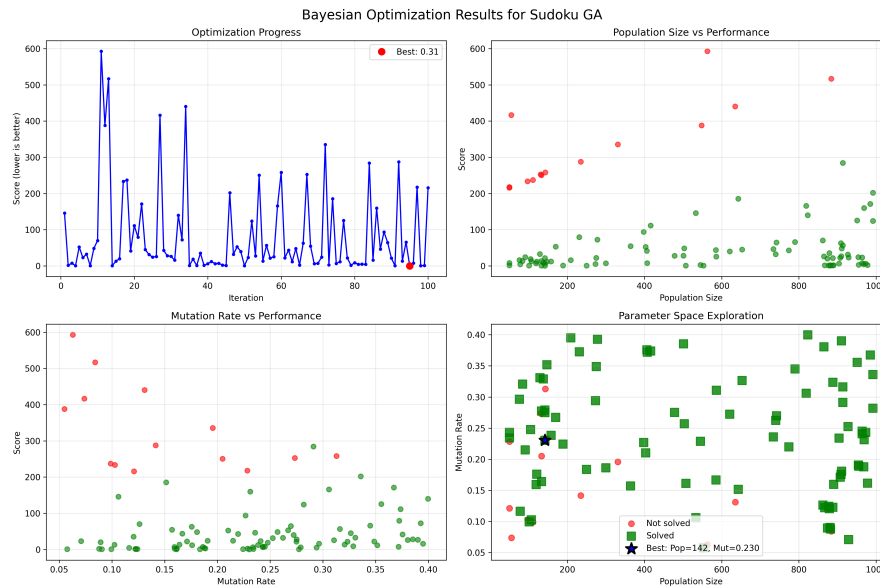 Bayesian Optimization Results for Sudoku GA
Optimization Progress
Score (lower is better)
600
500
400
300
200
100
0
Best: 0.31
0 20 40 60 80 100
Iteration
Population Size vs Performance
Score
600
500
400
300
200
100
0
200 400 600 800 100
Population Size
Mutation Rate vs Performance
Score
600
500
400
300
200
100
0
0.05 0.10 0.15 0.20 0.25 0.30 0.35 0.40
Mutation Rate
Parameter Space Exploration
Mutation Rate
0.40
0.35
0.30
0.25
0.20
0.15
0.10
0.05
Not solved
Solved
Best: Pop=142, Mut=0.230
200 400 600 800 100
Population Size